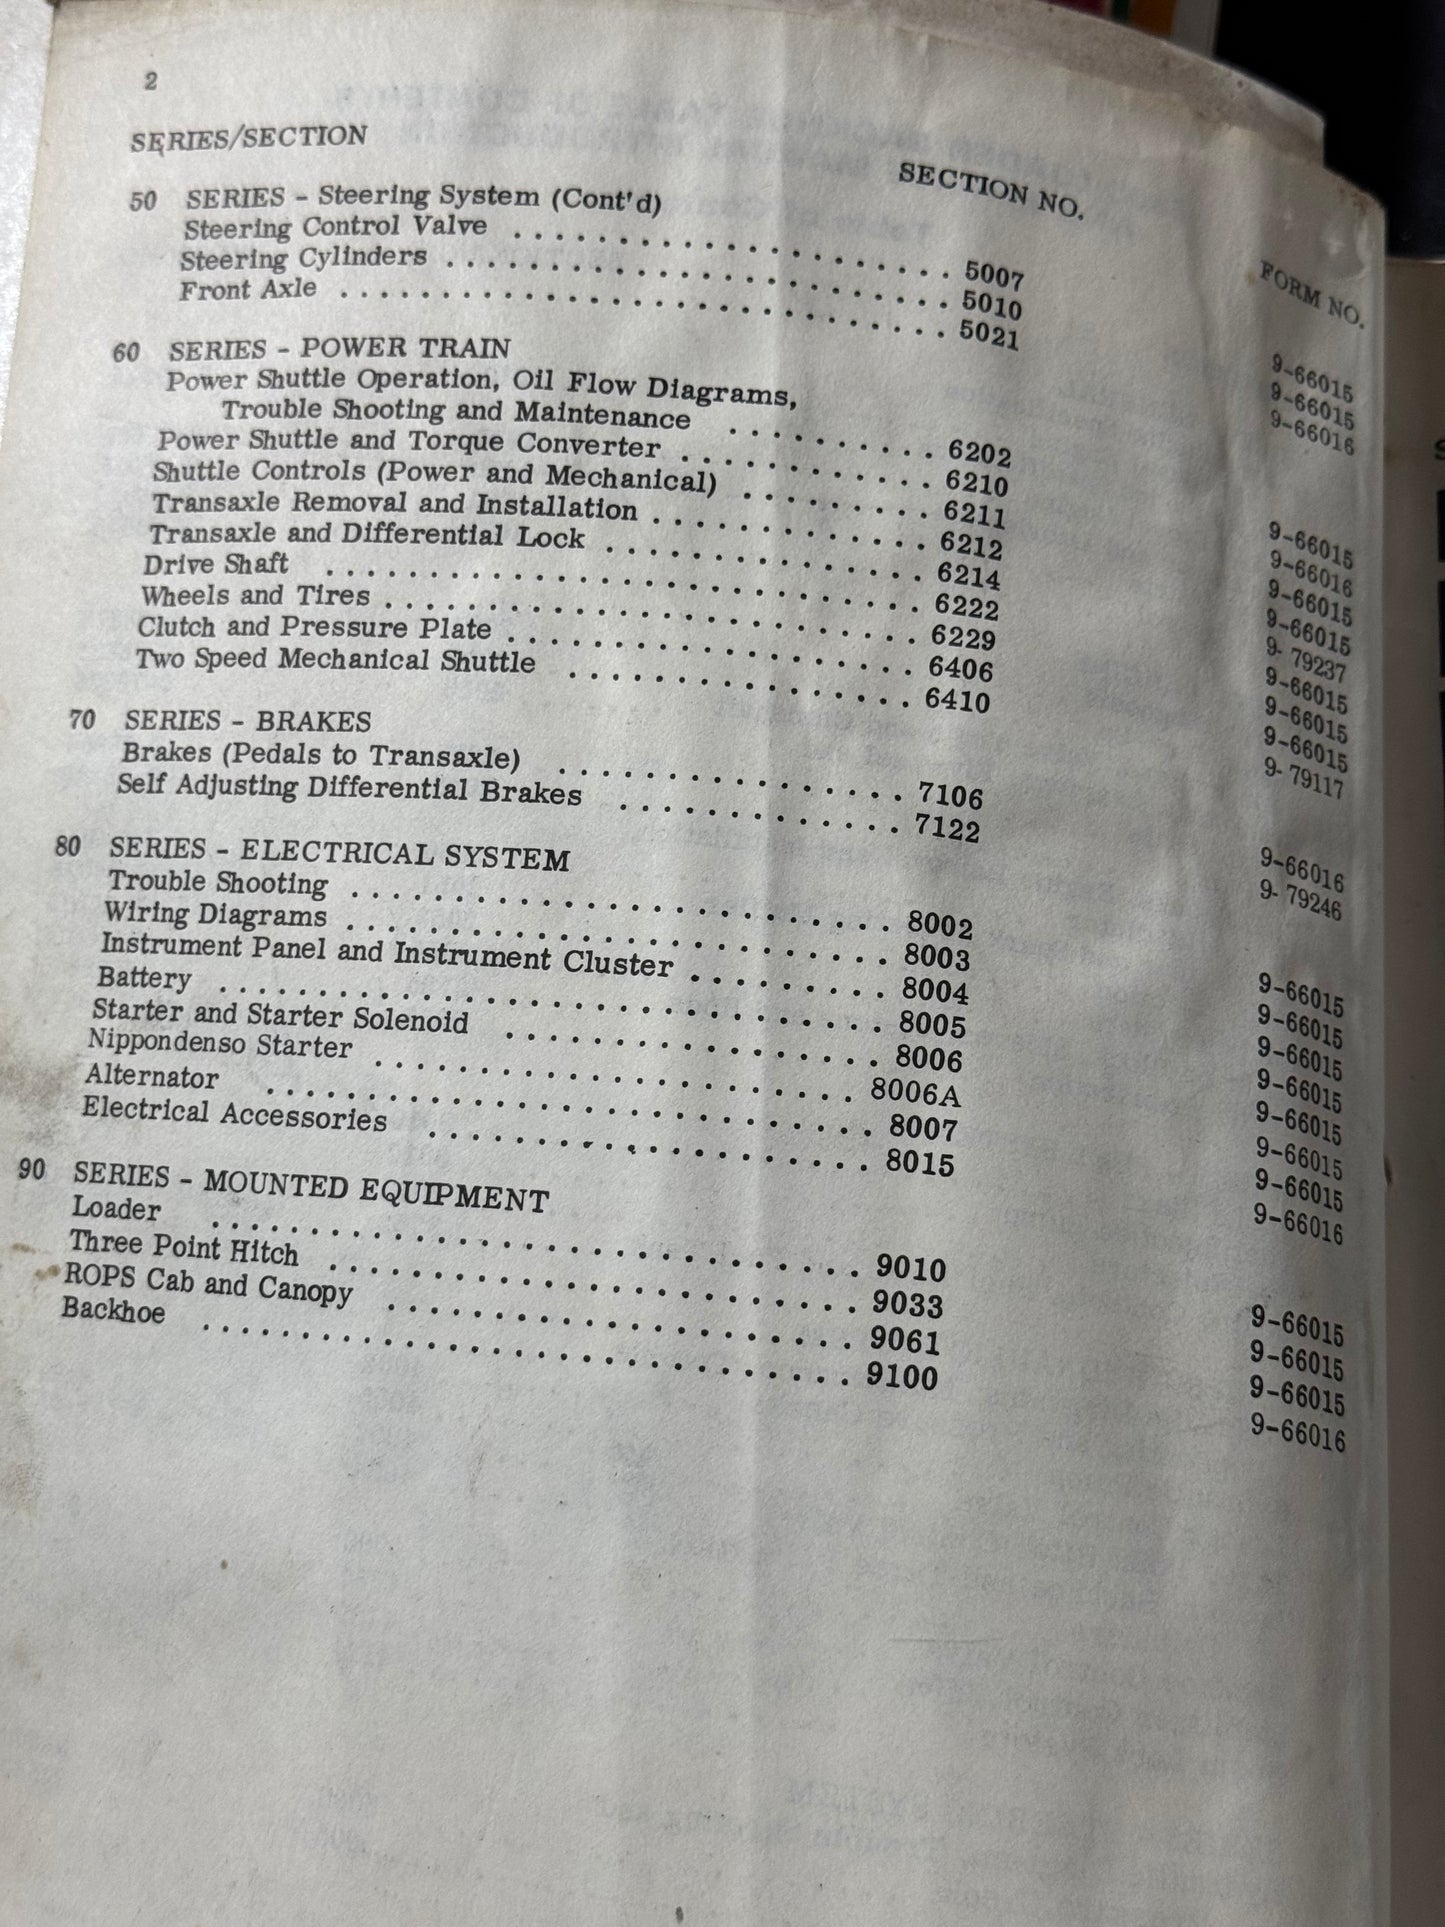 2
SERIES/SECTION SECTION NO. FORM NO.
50 SERIES - Steering System (Cont'd)
Steering Control Valve . . . . . . . . . . . . . . . . . . . . 5007 9-66015
Steering Cylinders . . . . . . . . . . . . . . . . . . . . 5010 9-66015
Front Axle . . . . . . . . . . . . . . . . . . . . 5021 9-66016
60 SERIES - POWER TRAIN
Power Shuttle Operation, Oil Flow Diagrams,
Trouble Shooting and Maintenance . . . . . . . . . 6202 9-66015
Power Shuttle and Torque Converter . . . . . . . . . . 6210 9-66016
Shuttle Controls (Power and Mechanical) . . . . . . . . 6211 9-66015
Transaxle Removal and Installation . . . . . . . . . . . 6212 9-66015
Transaxle and Differential Lock . . . . . . . . . . . . 6214 9- 79237
Drive Shaft . . . . . . . . . . . . . . . . . . . . 6222 9-66015
Wheels and Tires . . . . . . . . . . . . . . . . . . . . 6229 9-66015
Clutch and Pressure Plate . . . . . . . . . . . . . . . 6406 9-66015
Two Speed Mechanical Shuttle . . . . . . . . . . . . . 6410 9- 79117
70 SERIES - BRAKES
Brakes (Pedals to Transaxle) . . . . . . . . . . . . . 7106 9-66016
Self Adjusting Differential Brakes . . . . . . . . . . . 7122 9- 79246
80 SERIES - ELECTRICAL SYSTEM
Trouble Shooting . . . . . . . . . . . . . . . . . . . . 8002 9-66015
Wiring Diagrams . . . . . . . . . . . . . . . . . . . . 8003 9-66015
Instrument Panel and Instrument Cluster . . . . . . . . 8004 9-66015
Battery . . . . . . . . . . . . . . . . . . . . 8005 9-66015
Starter and Starter Solenoid . . . . . . . . . . . . . . 8006 9-66015
Nippondenso Starter . . . . . . . . . . . . . . . . . . 8006A 9-66015
Alternator . . . . . . . . . . . . . . . . . . . . 8007 9-66015
Electrical Accessories . . . . . . . . . . . . . . . . . 8015 9-66016
90 SERIES - MOUNTED EQUIPMENT
Loader . . . . . . . . . . . . . . . . . . . . 9010 9-66015
Three Point Hitch . . . . . . . . . . . . . . . . . . . . 9033 9-66015
ROPS Cab and Canopy . . . . . . . . . . . . . . . . . . 9061 9-66015
Backhoe . . . . . . . . . . . . . . . . . . . . 9100 9-66016